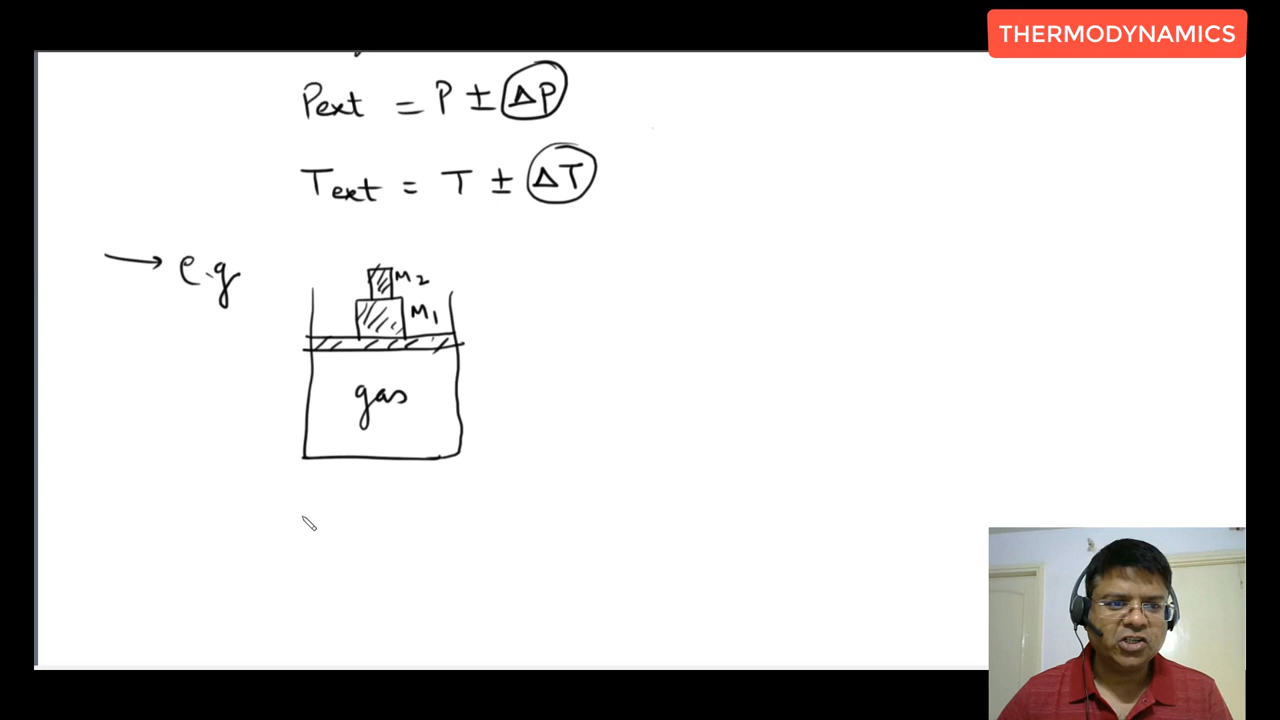 THERMODYNAMICS
Pext = P ± ΔP
Text = T ± ΔT
→ e.g
M2
M1
gas